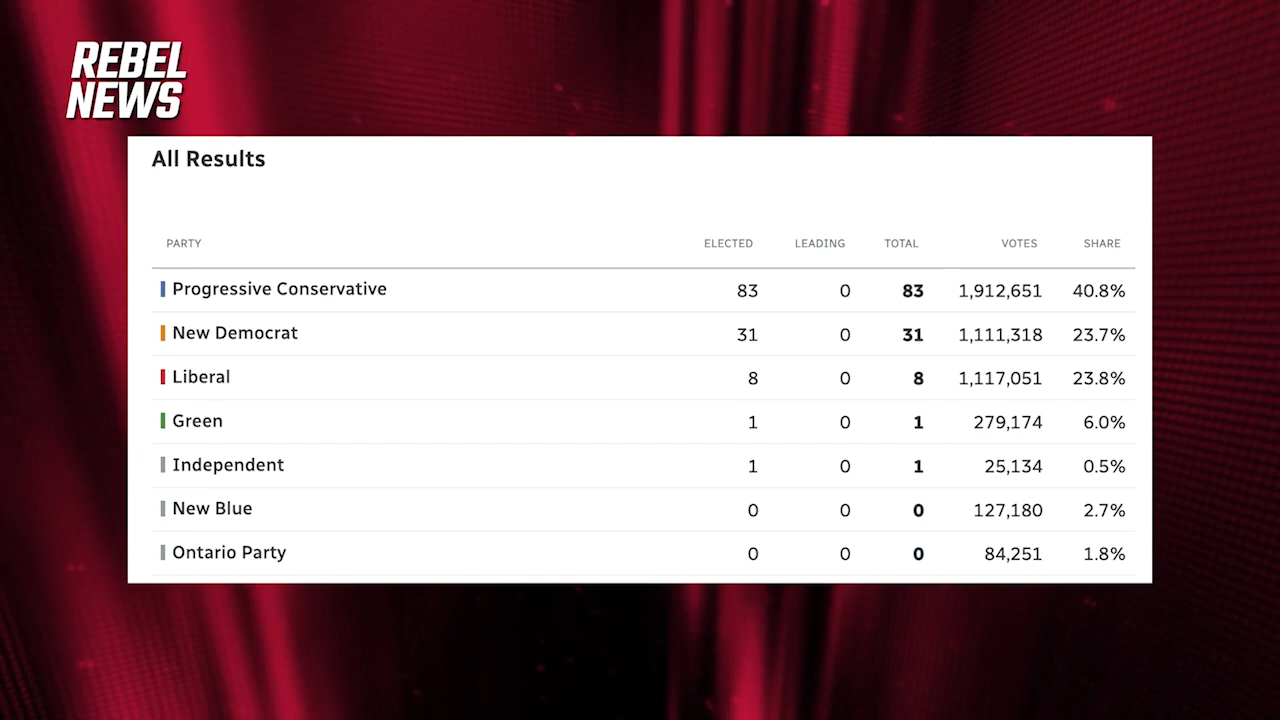 REBEL
NEWS
All Results
PARTY ELECTED LEADING TOTAL VOTES SHARE
Progressive Conservative 83 0 83 1,912,651 40.8%
New Democrat 31 0 31 1,111,318 23.7%
Liberal 8 0 8 1,117,051 23.8%
Green 1 0 1 279,174 6.0%
Independent 1 0 1 25,134 0.5%
New Blue 0 0 0 127,180 2.7%
Ontario Party 0 0 0 84,251 1.8%